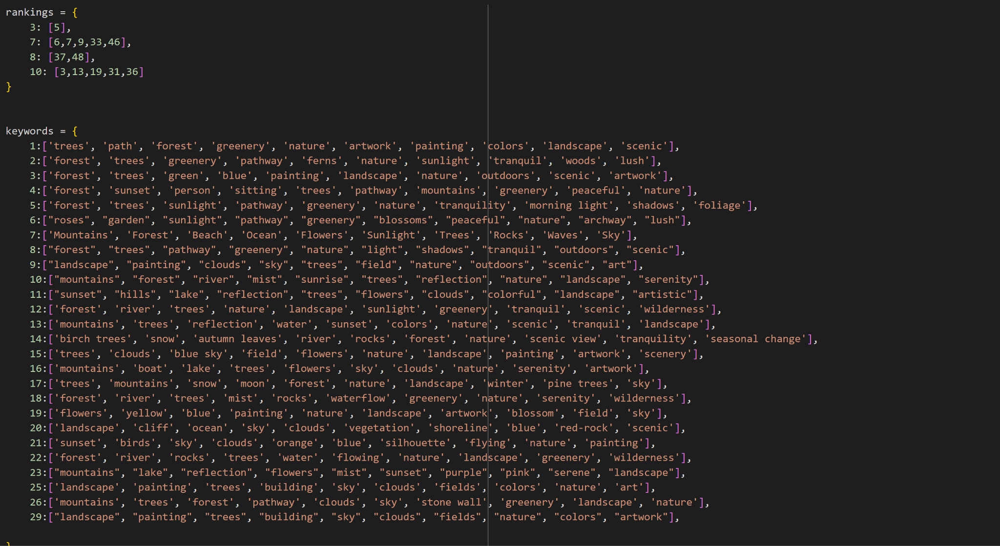 rankings = {
    3: [5],
    7: [6,7,9,33,46],
    8: [37,48],
    10: [3,13,19,31,36]
}
keywords = {
    1:['trees', 'path', 'forest', 'greenery', 'nature', 'artwork', 'painting', 'colors', 'landscape', 'scenic'],
    2:['forest', 'trees', 'greenery', 'pathway', 'ferns', 'nature', 'sunlight', 'tranquil', 'woods', 'lush'],
    3:['forest', 'trees', 'green', 'blue', 'painting', 'landscape', 'nature', 'outdoors', 'scenic', 'artwork'],
    4:['forest', 'sunset', 'person', 'sitting', 'trees', 'pathway', 'mountains', 'greenery', 'peaceful', 'nature'],
    5:['forest', 'trees', 'sunlight', 'pathway', 'greenery', 'nature', 'tranquility', 'morning light', 'shadows', 'foliage'],
    6:["roses", "garden", "sunlight", "pathway", "greenery", "blossoms", "peaceful", "nature", "archway", "lush"],
    7:['Mountains', 'Forest', 'Beach', 'Ocean', 'Flowers', 'Sunlight', 'Trees', 'Rocks', 'Waves', 'Sky'],
    8:["forest", "trees", "pathway", "greenery", "nature", "light", "shadows", "tranquil", "outdoors", "scenic"],
    9:["landscape", "painting", "clouds", "sky", "trees", "field", "nature", "outdoors", "scenic", "art"],
    10:["mountains", "forest", "river", "mist", "sunrise", "trees", "reflection", "nature", "landscape", "serenity"],
    11:["sunset", "hills", "lake", "reflection", "trees", "flowers", "clouds", "colorful", "landscape", "artistic"],
    12:['forest', 'river', 'trees', 'nature', 'landscape', 'sunlight', 'greenery', 'tranquil', 'scenic', 'wilderness'],
    13:['mountains', 'trees', 'reflection', 'water', 'sunset', 'colors', 'nature', 'scenic', 'tranquil', 'landscape'],
    14:['birch trees', 'snow', 'autumn leaves', 'river', 'rocks', 'forest', 'nature', 'scenic view', 'tranquility', 'seasonal change'],
    15:['trees', 'clouds', 'blue sky', 'field', 'flowers', 'nature', 'landscape', 'painting', 'artwork', 'scenery'],
    16:['mountains', 'boat', 'lake', 'trees', 'flowers', 'sky', 'clouds', 'nature', 'serenity', 'artwork'],
    17:['trees', 'mountains', 'snow', 'moon', 'forest', 'nature', 'landscape', 'winter', 'pine trees', 'sky'],
    18:['forest', 'river', 'trees', 'mist', 'rocks', 'waterflow', 'greenery', 'nature', 'serenity', 'wilderness'],
    19:['flowers', 'yellow', 'blue', 'painting', 'nature', 'landscape', 'artwork', 'blossom', 'field', 'sky'],
    20:['landscape', 'cliff', 'ocean', 'sky', 'clouds', 'vegetation', 'shoreline', 'blue', 'red-rock', 'scenic'],
    21:['sunset', 'birds', 'sky', 'clouds', 'orange', 'blue', 'silhouette', 'flying', 'nature', 'painting'],
    22:['forest', 'river', 'rocks', 'trees', 'water', 'flowing', 'nature', 'landscape', 'greenery', 'wilderness'],
    23:["mountains", "lake", "reflection", "flowers", "mist", "sunset", "purple", "pink", "serene", "landscape"],
    25:['landscape', 'painting', 'trees', 'building', 'sky', 'clouds', 'fields', 'colors', 'nature', 'art'],
    26:['mountains', 'trees', 'forest', 'pathway', 'clouds', 'sky', 'stone wall', 'greenery', 'landscape', 'nature'],
    29:["landscape", "painting", "trees", "building", "sky", "clouds", "fields", "nature", "colors", "artwork"],
}